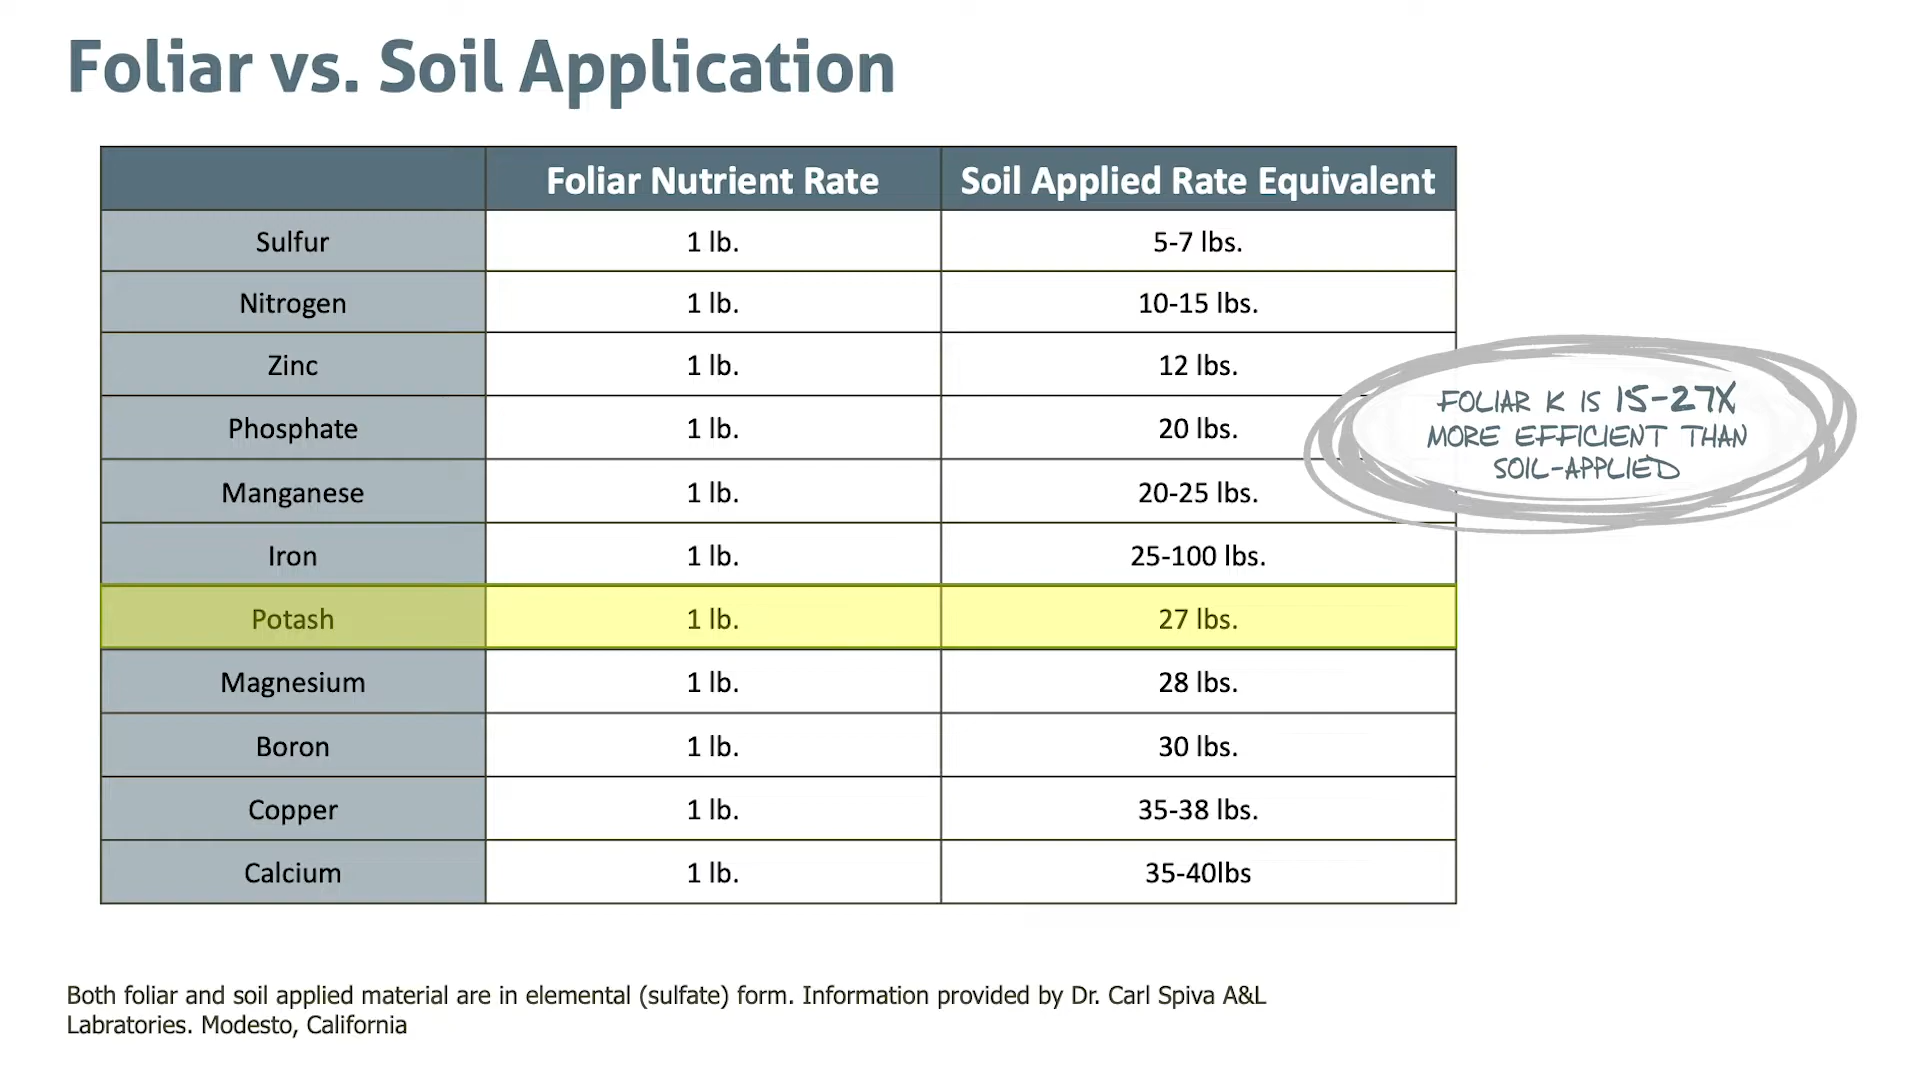 Foliar vs. Soil Application
Foliar Nutrient Rate Soil Applied Rate Equivalent
Sulfur 1 lb. 5-7 lbs.
Nitrogen 1 lb. 10-15 lbs.
Zinc 1 lb. 12 lbs.
Phosphate 1 lb. 20 lbs.
Manganese 1 lb. 20-25 lbs.
Iron 1 lb. 25-100 lbs.
Potash 1 lb. 27 lbs.
Magnesium 1 lb. 28 lbs.
Boron 1 lb. 30 lbs.
Copper 1 lb. 35-38 lbs.
Calcium 1 lb. 35-40lbs
FOLIAR K IS 15-27X
MORE EFFICIENT THAN
SOIL-APPLIED
Both foliar and soil applied material are in elemental (sulfate) form. Information provided by Dr. Carl Spiva A&L
Labratories. Modesto, California